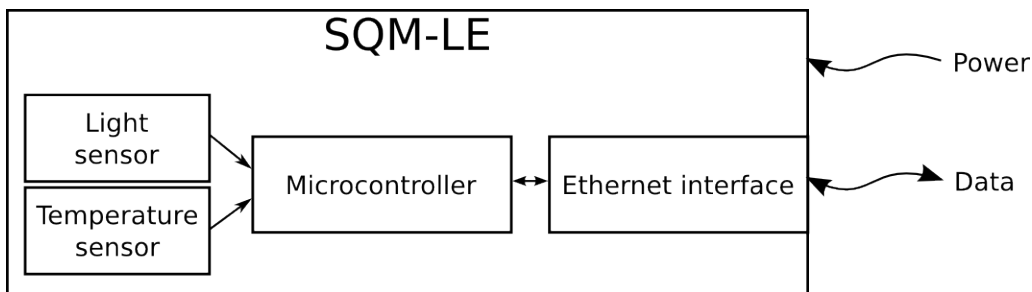 SQM-LE
Power
Light
sensor
Microcontroller
Ethernet interface
Data
Temperature
sensor